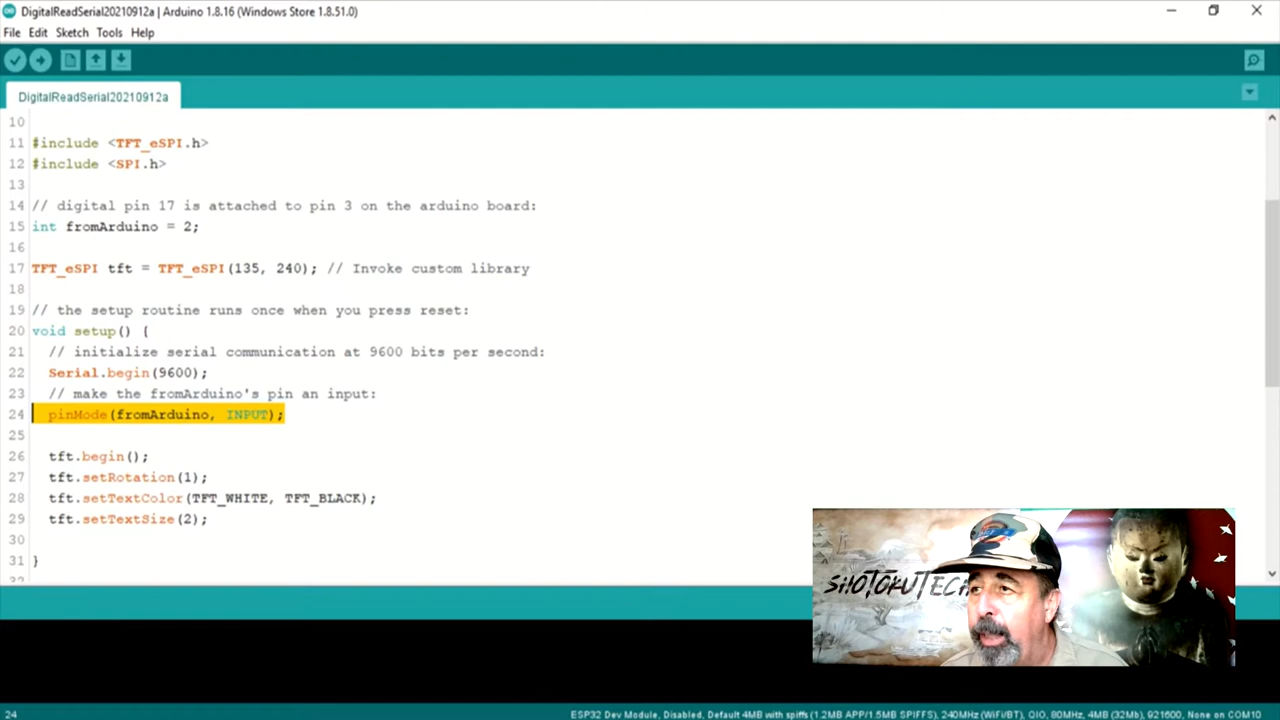 DigitalReadSerial20210912a | Arduino 1.8.16 (Windows Store 1.8.51.0)
File Edit Sketch Tools Help
DigitalReadSerial20210912a
10
11 #include <TFT_eSPI.h>
12 #include <SPI.h>
13
14 // digital pin 17 is attached to pin 3 on the arduino board:
15 int fromArduino = 2;
16
17 TFT_eSPI tft = TFT_eSPI(135, 240); // Invoke custom library
18
19 // the setup routine runs once when you press reset:
20 void setup() {
21 // initialize serial communication at 9600 bits per second:
22 Serial.begin(9600);
23 // make the fromArduino's pin an input:
24 pinMode(fromArduino, INPUT);
25
26 tft.begin();
27 tft.setRotation(1);
28 tft.setTextColor(TFT_WHITE, TFT_BLACK);
29 tft.setTextSize(2);
30
31 }
32
SHOTOKUTECH
24 ESP32 Dev Module, Disabled, Default 4MB with spiffs (1.2MB APP/1.5MB SPIFFS), 240MHz (WiFi/BT), QIO, 80MHz, 4MB (32Mb), 921600, None on COM10